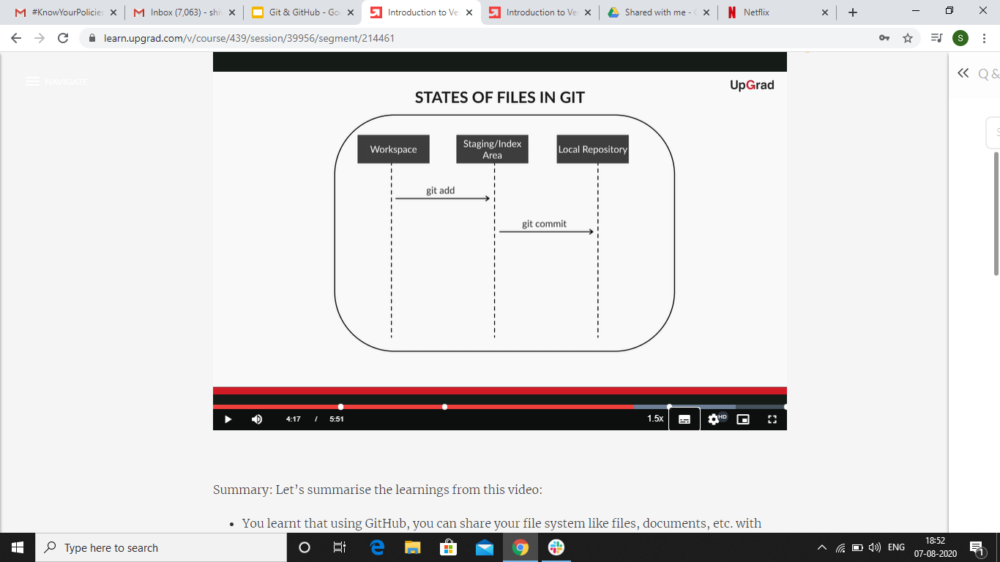 #KnowYourPolicies
Inbox (7,063) - shi
Git & GitHub - Go
Introduction to Ve
Introduction to Ve
Shared with me - G
Netflix
learn.upgrad.com/v/course/439/session/39956/segment/214461
S
NAVIGATE
Q &
UpGrad
STATES OF FILES IN GIT
Workspace
Staging/Index
Area
Local Repository
git add
git commit
4:17 / 5:51
1.5x
HD
Summary: Let’s summarise the learnings from this video:
• You learnt that using GitHub, you can share your file system like files, documents, etc. with
Type here to search
ENG
18:52
07-08-2020
1